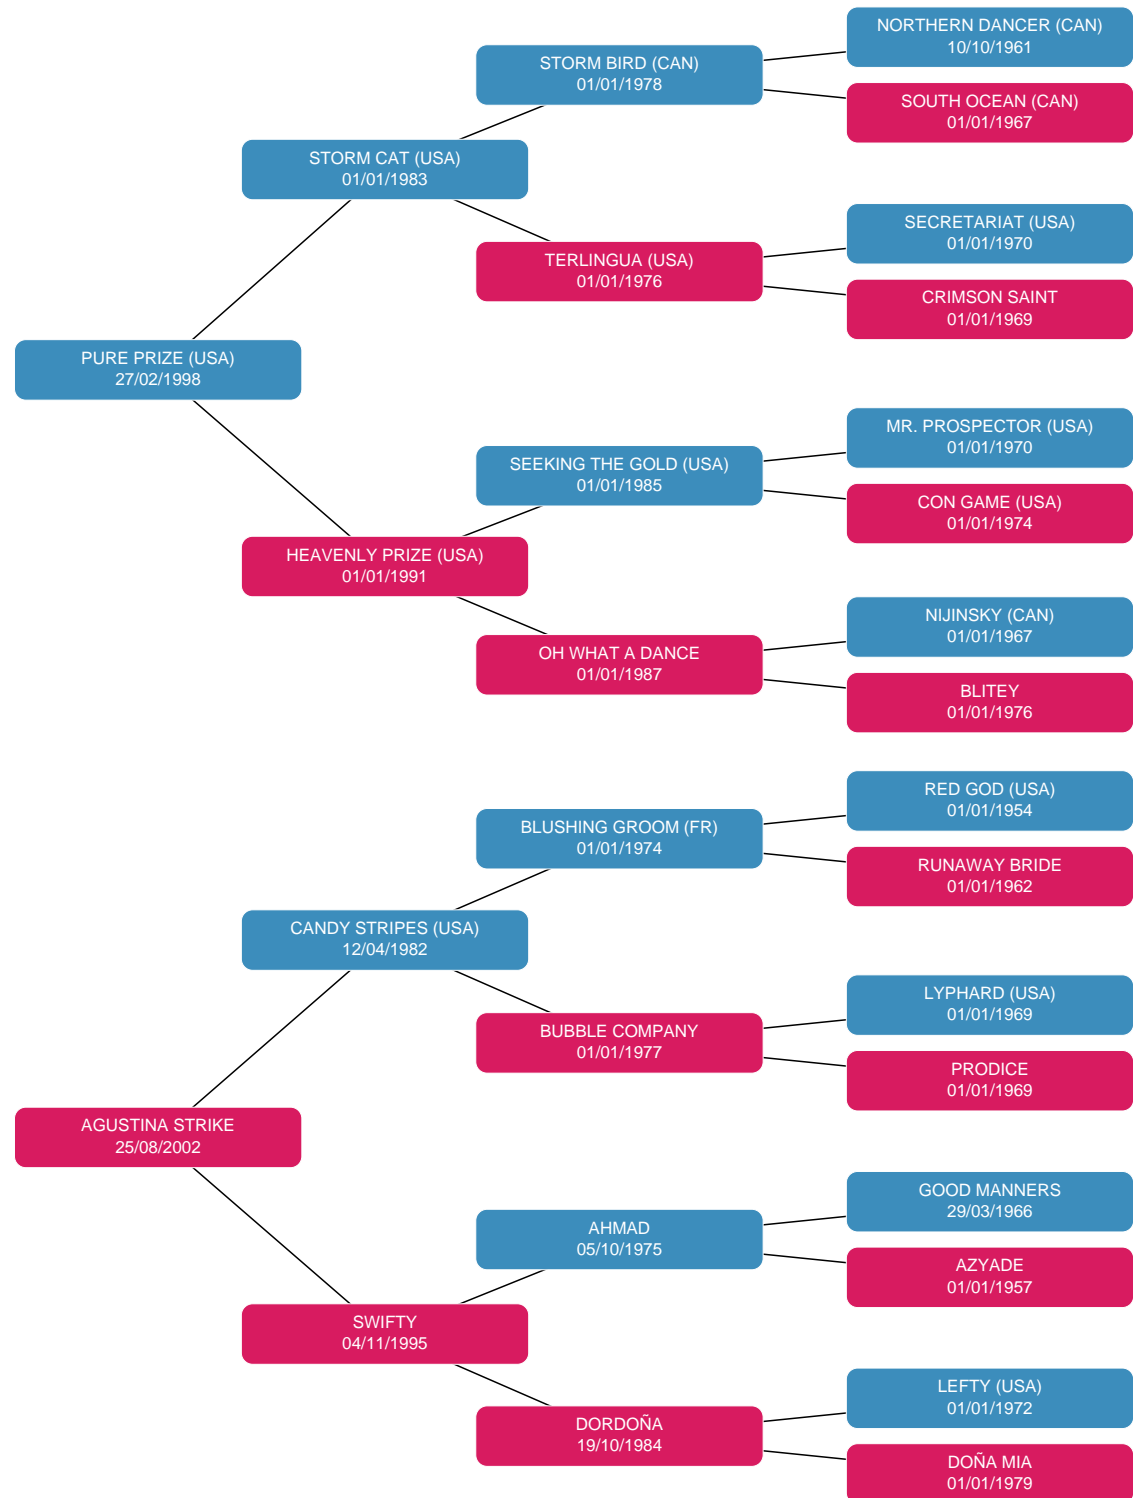 NORTHERN DANCER (CAN)
10/10/1961
STORM BIRD (CAN)
01/01/1978
SOUTH OCEAN (CAN)
01/01/1967
STORM CAT (USA)
01/01/1983
SECRETARIAT (USA)
01/01/1970
TERLINGUA (USA)
01/01/1976
CRIMSON SAINT
01/01/1969
PURE PRIZE (USA)
27/02/1998
MR. PROSPECTOR (USA)
01/01/1970
SEEKING THE GOLD (USA)
01/01/1985
CON GAME (USA)
01/01/1974
HEAVENLY PRIZE (USA)
01/01/1991
NIJINSKY (CAN)
01/01/1967
OH WHAT A DANCE
01/01/1987
BLITEY
01/01/1976
RED GOD (USA)
01/01/1954
BLUSHING GROOM (FR)
01/01/1974
RUNAWAY BRIDE
01/01/1962
CANDY STRIPES (USA)
12/04/1982
LYPHARD (USA)
01/01/1969
BUBBLE COMPANY
01/01/1977
PRODICE
01/01/1969
AGUSTINA STRIKE
25/08/2002
GOOD MANNERS
29/03/1966
AHMAD
05/10/1975
AZYADE
01/01/1957
SWIFTY
04/11/1995
LEFTY (USA)
01/01/1972
DORDOÑA
19/10/1984
DOÑA MIA
01/01/1979